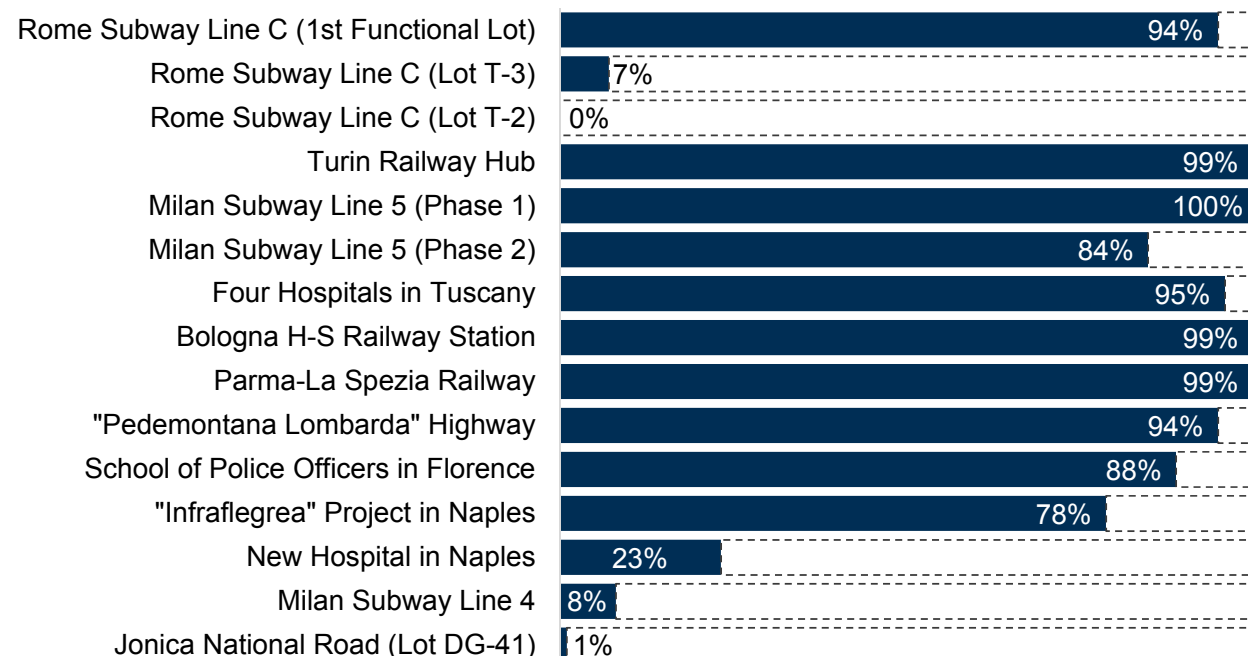 Rome Subway Line C (1st Functional Lot) 94%
Rome Subway Line C (Lot T-3) 7%
Rome Subway Line C (Lot T-2) 0%
Turin Railway Hub 99%
Milan Subway Line 5 (Phase 1) 100%
Milan Subway Line 5 (Phase 2) 84%
Four Hospitals in Tuscany 95%
Bologna H-S Railway Station 99%
Parma-La Spezia Railway 99%
"Pedemontana Lombarda" Highway 94%
School of Police Officers in Florence 88%
"Infraflegrea" Project in Naples 78%
New Hospital in Naples 23%
Milan Subway Line 4 8%
Jonica National Road (Lot DG-41) 1%